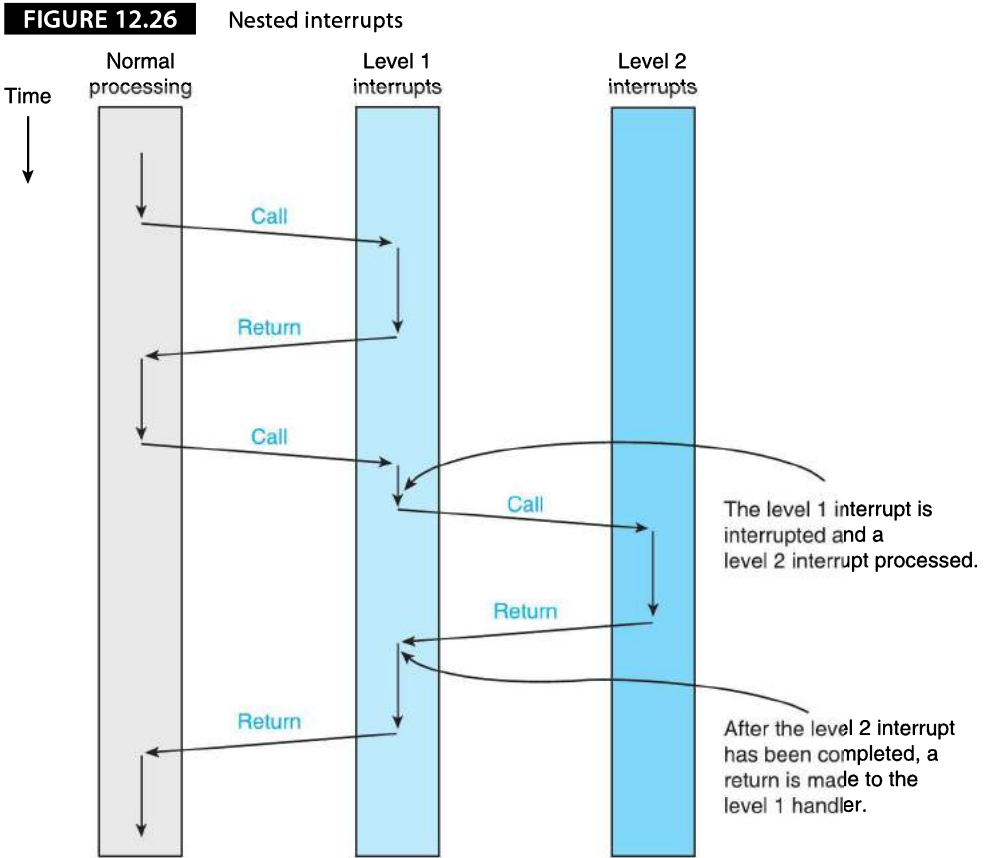 FIGURE 12.26 Nested interrupts
Normal
processing
Level 1
interrupts
Level 2
interrupts
Time
Call
Return
Call
Call
The level 1 interrupt is
interrupted and a
level 2 interrupt processed.
Return
Return
After the level 2 interrupt
has been completed, a
return is made to the
level 1 handler.